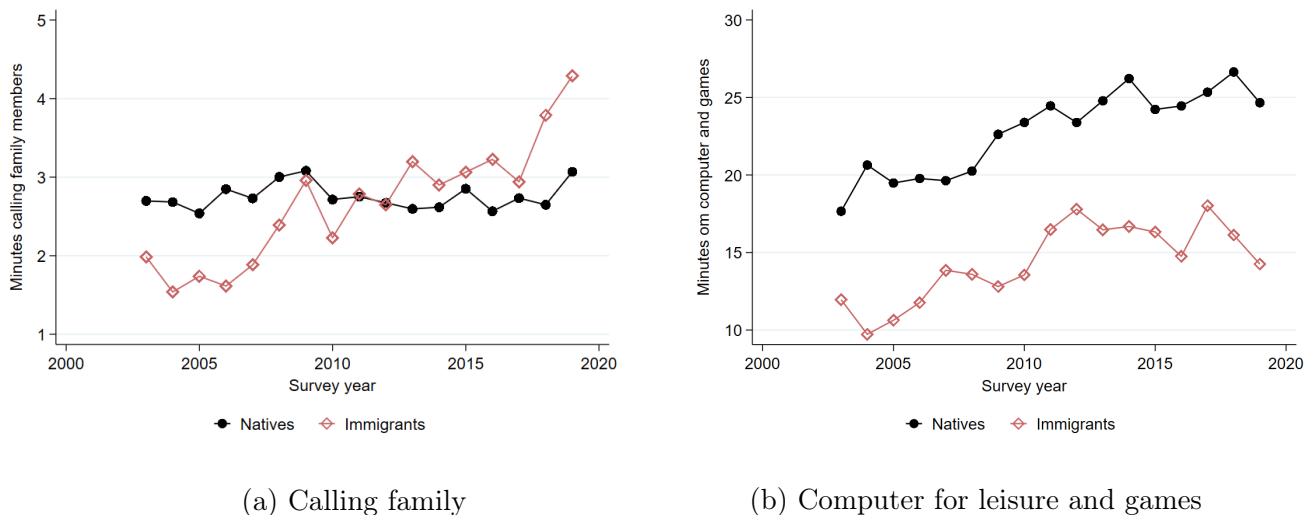 5
4
3
2
1
Minutes calling family members
2000 2005 2010 2015 2020
Survey year
Natives Immigrants
(a) Calling family
30
25
20
15
10
Minutes om computer and games
2000 2005 2010 2015 2020
Survey year
Natives Immigrants
(b) Computer for leisure and games